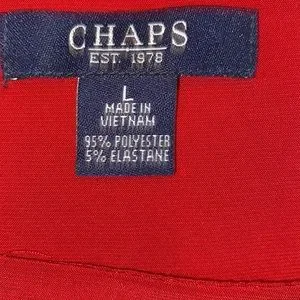 CHAPS
EST. 1978
L
MADE IN
VIETNAM
95% POLYESTER
5% ELASTANE